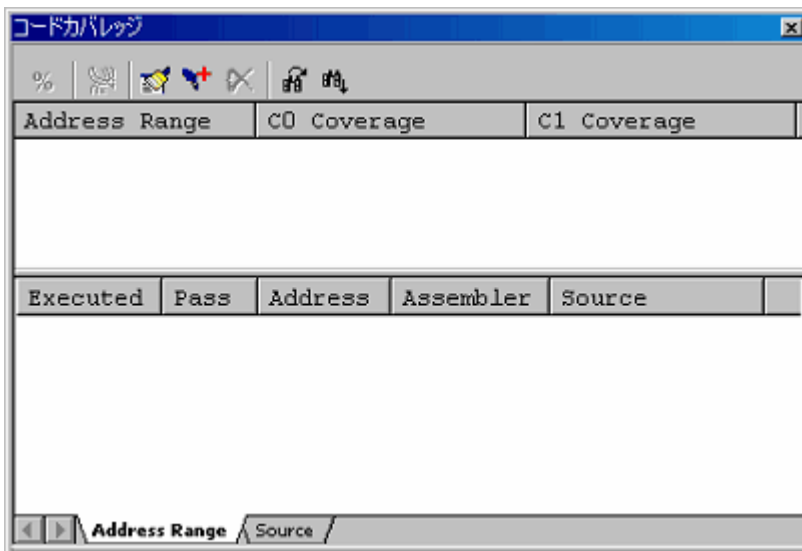 コードカバレッジ
%
Address Range C0 Coverage C1 Coverage
Executed Pass Address Assembler Source
Address Range Source